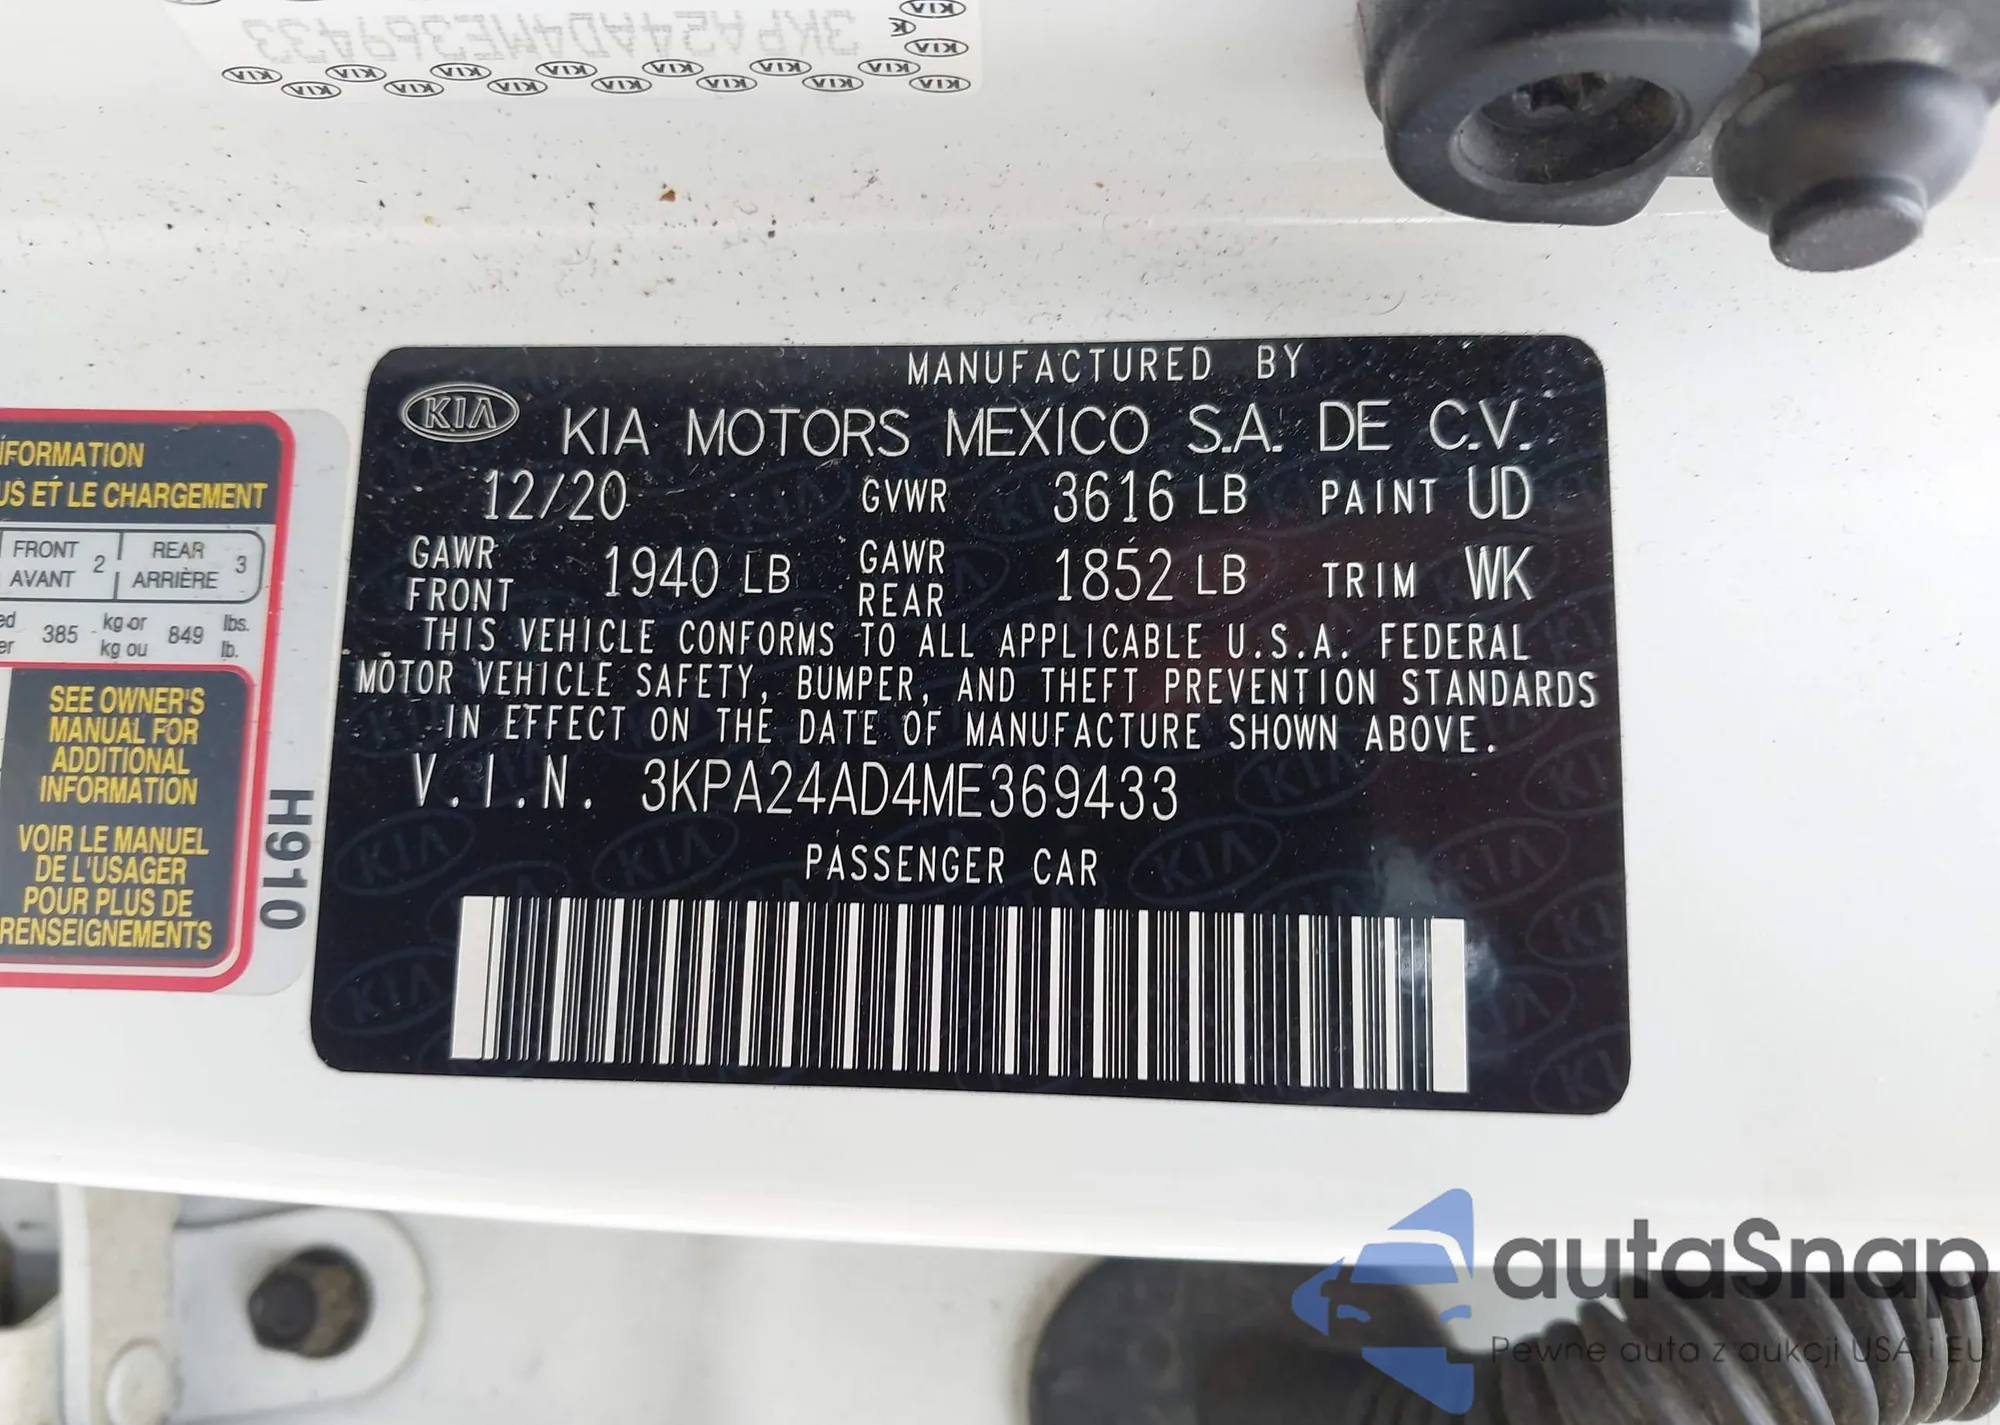 3KPA24AD4ME369433
KIA
MANUFACTURED BY
KIA KIA MOTORS MEXICO S.A. DE C.V.
12/20 GVWR 3616 LB PAINT UD
GAWR FRONT 1940 LB GAWR REAR 1852 LB TRIM WK
THIS VEHICLE CONFORMS TO ALL APPLICABLE U.S.A. FEDERAL
MOTOR VEHICLE SAFETY, BUMPER, AND THEFT PREVENTION STANDARDS
IN EFFECT ON THE DATE OF MANUFACTURE SHOWN ABOVE.
V.I.N. 3KPA24AD4ME369433
PASSENGER CAR
ET LE CHARGEMENT
FRONT 2 REAR 3
AVANT ARRIÈRE
385 kg or 849 lbs.
kg ou lb.
SEE OWNER'S
MANUAL FOR
ADDITIONAL
INFORMATION
VOIR LE MANUEL
DE L'USAGER
POUR PLUS DE
RENSEIGNEMENTS
H910
autaSnap
Pewne auta z aukcji USA i EU